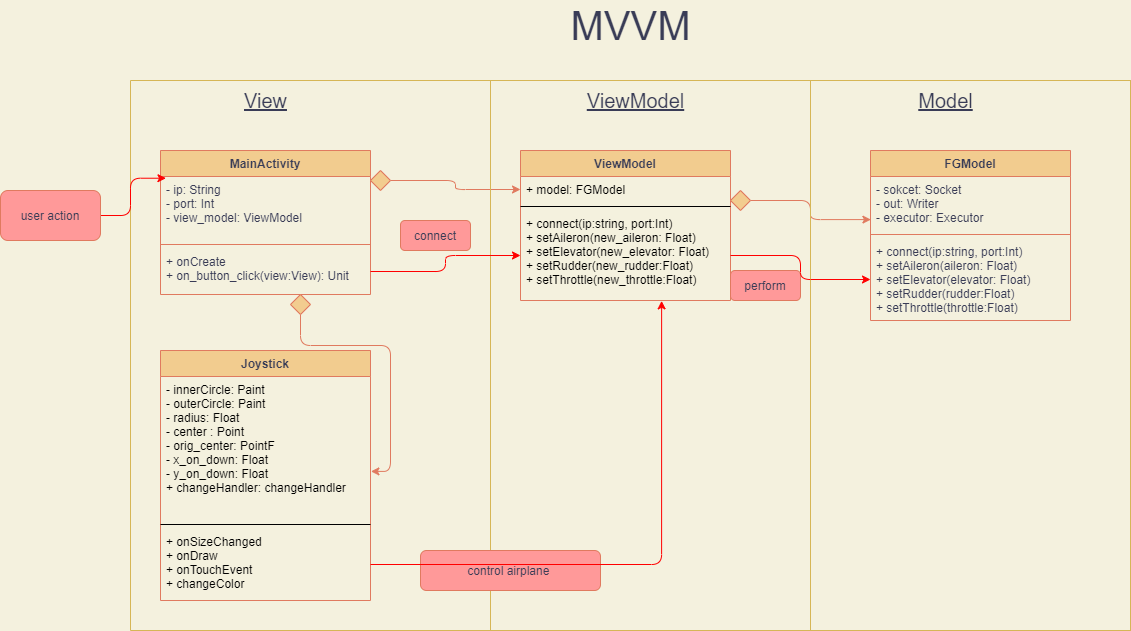 MVVM
View
ViewModel
Model
user action
MainActivity
- ip: String
- port: Int
- view_model: ViewModel
+ onCreate
+ on_button_click(view:View): Unit
connect
ViewModel
+ model: FGModel
+ connect(ip:string, port:Int)
+ setAileron(new_aileron: Float)
+ setElevator(new_elevator: Float)
+ setRudder(new_rudder:Float)
+ setThrottle(new_throttle:Float)
perform
FGModel
- sokcet: Socket
- out: Writer
- executor: Executor
+ connect(ip:string, port:Int)
+ setAileron(aileron: Float)
+ setElevator(elevator: Float)
+ setRudder(rudder:Float)
+ setThrottle(throttle:Float)
Joystick
- innerCircle: Paint
- outerCircle: Paint
- radius: Float
- center : Point
- orig_center: PointF
- x_on_down: Float
- y_on_down: Float
+ changeHandler: changeHandler
+ onSizeChanged
+ onDraw
+ onTouchEvent
+ changeColor
control airplane